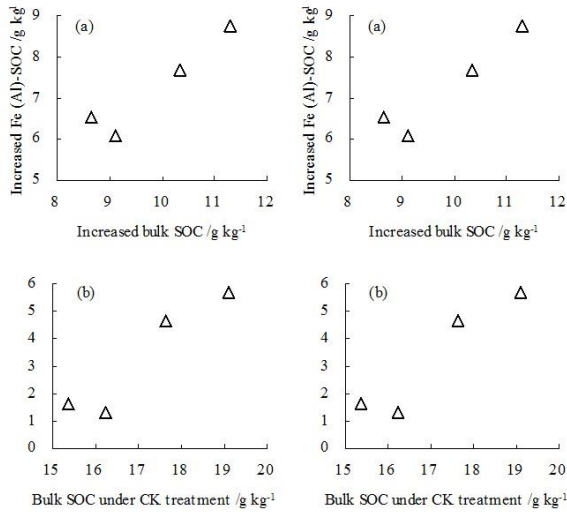 Increased Fe (Al)-SOC /g kg¹
9
8
7
6
5
(a)
8 9 10 11 12
Increased bulk SOC /g kg⁻¹
Increased Fe (Al)-SOC /g kg¹
9
8
7
6
5
(a)
8 9 10 11 12
Increased bulk SOC /g kg⁻¹
6
5
4
3
2
1
0
(b)
15 16 17 18 19 20
Bulk SOC under CK treatment /g kg⁻¹
6
5
4
3
2
1
0
(b)
15 16 17 18 19 20
Bulk SOC under CK treatment /g kg⁻¹